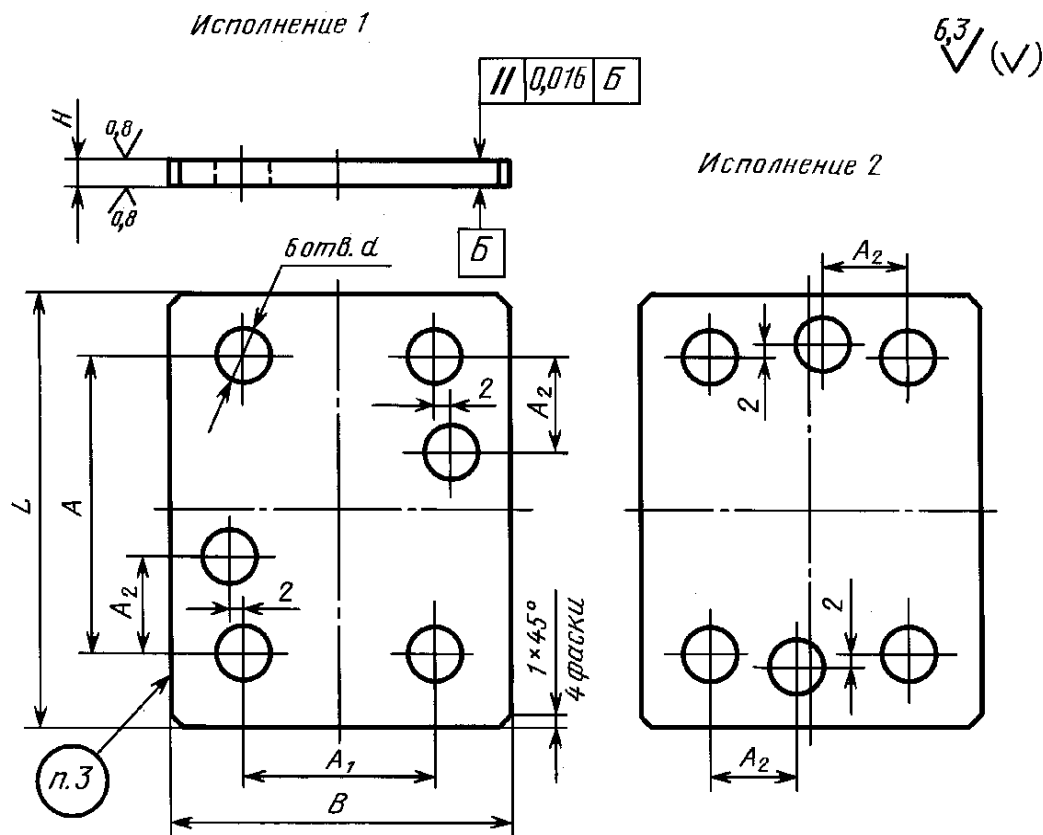 Исполнение 1
6,3 (√)
// 0,016 Б
H
0,8
0,8
Исполнение 2
Б
6 отв. d
A₂
2
A₂
2
L
A
A₂
2
1×45°
4 фаски
2
п.3
A₁
A₂
B